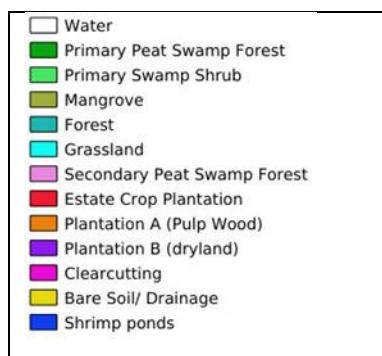 Water
Primary Peat Swamp Forest
Primary Swamp Shrub
Mangrove
Forest
Grassland
Secondary Peat Swamp Forest
Estate Crop Plantation
Plantation A (Pulp Wood)
Plantation B (dryland)
Clearcutting
Bare Soil/ Drainage
Shrimp ponds